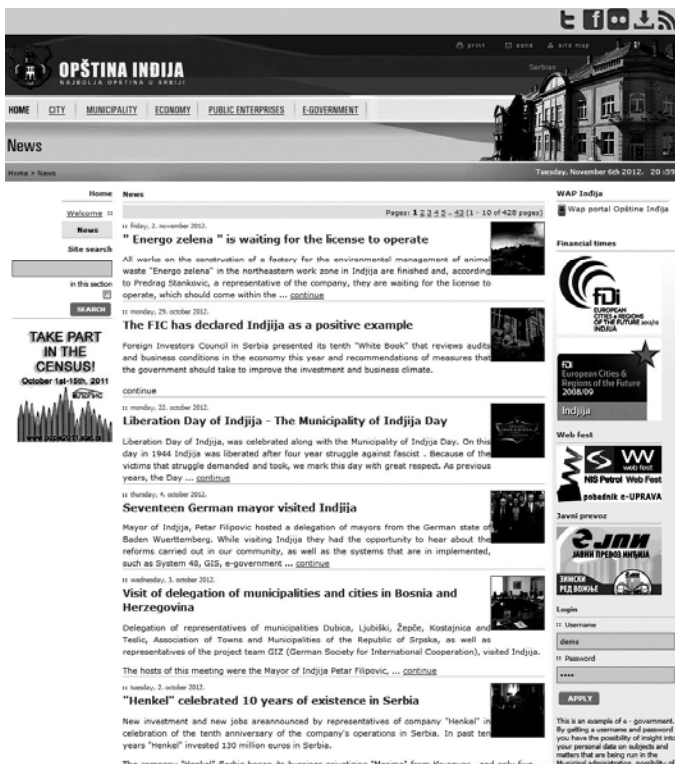 print send site map
Serbian
OPŠTINA INĐIJA
NAJBOLJA OPŠTINA U SRBIJI
HOME CITY MUNICIPALITY ECONOMY PUBLIC ENTERPRISES E-GOVERNMENT
News
Home > News
Tuesday, November 6th 2012. 20:59
Home
Welcome ::
News
Site search
in this section
SEARCH
TAKE PART
IN THE
CENSUS!
October 1st-15th, 2011
News
Pages: 1 2 3 4 5 .. 43 (1 - 10 of 428 pages)
:: friday, 2. november 2012.
" Energo zelena " is waiting for the license to operate
All works on the construction of a factory for the environmental management of animal
waste "Energo zelena" in the northeastern work zone in Indjija are finished and, according
to Predrag Stankovic, a representative of the company, they are waiting for the license to
operate, which should come within the ... continue
:: monday, 29. october 2012.
The FIC has declared Indjija as a positive example
Foreign Investors Council in Serbia presented its tenth "White Book" that reviews audits
and business conditions in the economy this year and recommendations of measures that
the government should take to improve the investment and business climate.
continue
:: monday, 22. october 2012.
Liberation Day of Indjija - The Municipality of Indjija Day
Liberation Day of Indjija, was celebrated along with the Municipality of Indjija Day. On this
day in 1944 Indjija was liberated after four year struggle against fascist . Because of the
victims that struggle demanded and took, we mark this day with great respect. As previous
years, the Day ... continue
:: thursday, 4. october 2012.
Seventeen German mayor visited Indjija
Mayor of Indjija, Petar Filipovic hosted a delegation of mayors from the German state of
Baden Wuerttemberg. While visiting Indjija they had the opportunity to hear about the
reforms carried out in our community, as well as the systems that are in implemented,
such as System 48, GIS, e-government ... continue
:: wednesday, 3. october 2012.
Visit of delegation of municipalities and cities in Bosnia and
Herzegovina
Delegation of representatives of municipalities Dubica, Ljubiški, Žepče, Kostajnica and
Teslic, Association of Towns and Municipalities of the Republic of Srpska, as well as
representatives of the project team GIZ (German Society for International Cooperation), visited Indjija.
The hosts of this meeting were the Mayor of Indjija Petar Filipovic, ... continue
:: tuesday, 2. october 2012.
"Henkel" celebrated 10 years of existence in Serbia
New investment and new jobs areannounced by representatives of company "Henkel" in
celebration of the tenth anniversary of the company's operations in Serbia. In past ten
years "Henkel" invested 130 million euros in Serbia.
WAP Inđija
Wap portal Opštine Inđija
Financial times
fDi
EUROPEAN
CITIES & REGIONS
OF THE FUTURE 2012/13
INDJIJA
fDi
European Cities &
Regions of the Future
2008/09
Indjija
Web fest
web fest
NIS Petrol Web Fest
pobednik e-UPRAVA
Javni prevoz
ЈАВНИ ПРЕВОЗ ИНЂИЈА
ЗИМСКИ
РЕД ВОЖЊЕ
Login
:: Username
demo
:: Password
••••
APPLY
This is an example of e - government.
By getting a username and password
you have the possibility of insight into
your personal data on subjects and
matters that are being run in the